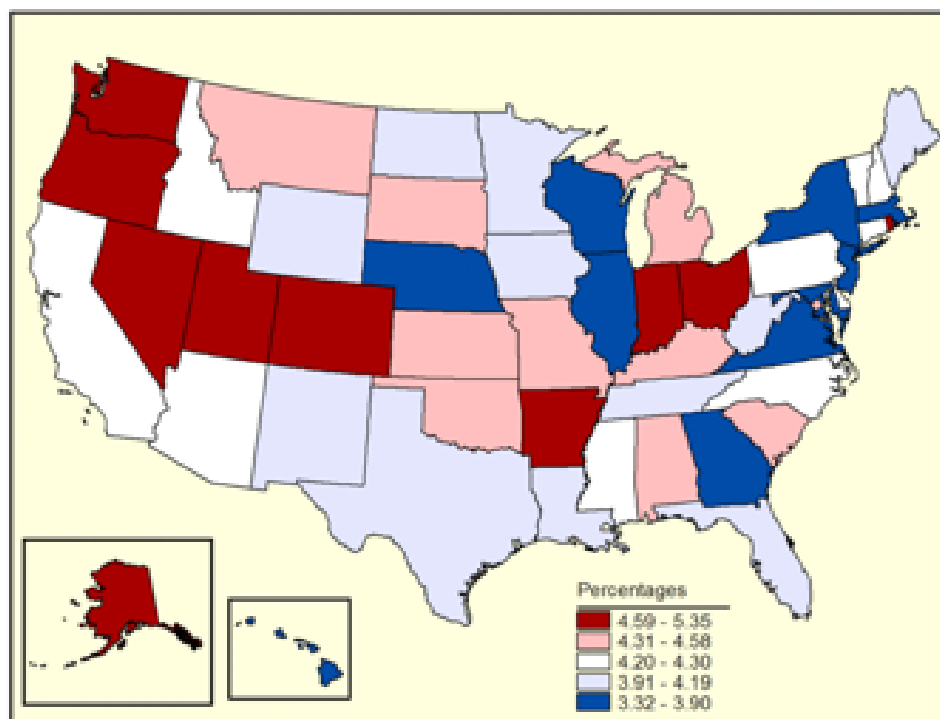 Percentages
4.59 - 5.35
4.31 - 4.58
4.20 - 4.30
3.91 - 4.19
3.32 - 3.90